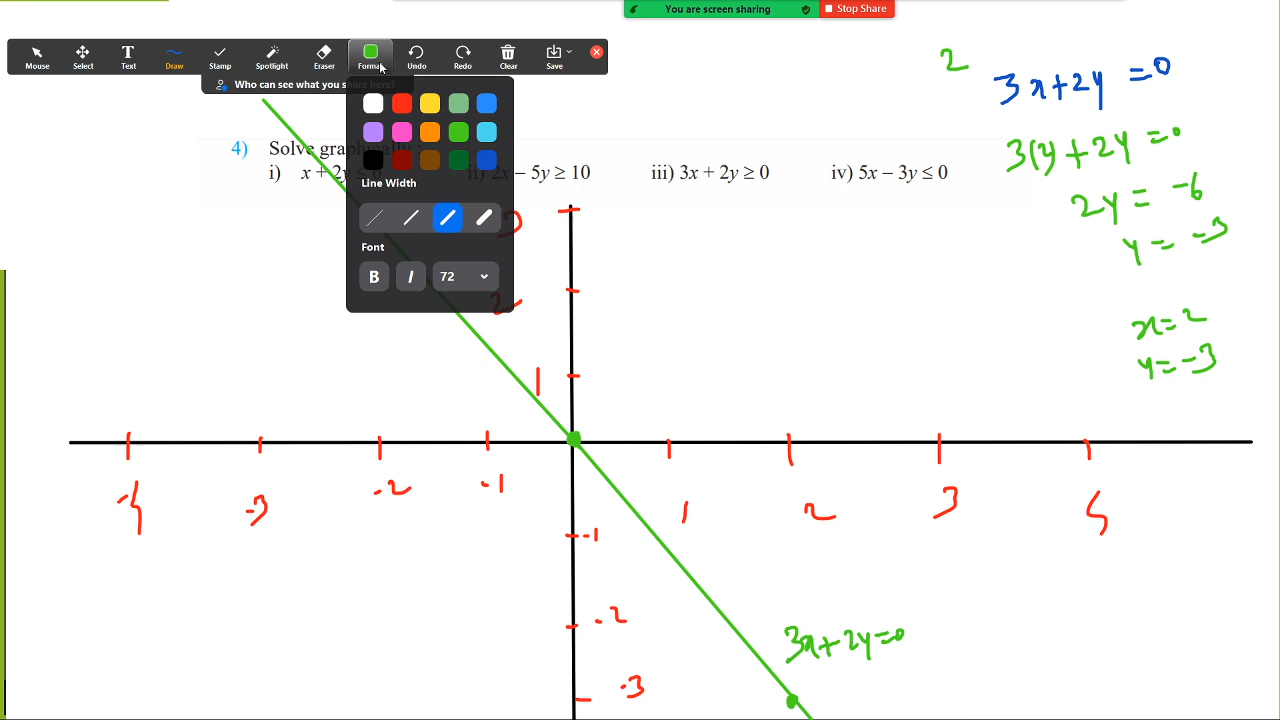 You are screen sharing
Stop Share
Mouse Select Text Draw Stamp Spotlight Eraser Format Undo Redo Clear Save
Who can see what you share here?
4) Solve graphically :
i) x + 2y ≤ 6 ii) 2x − 5y ≥ 10 iii) 3x + 2y ≥ 0 iv) 5x − 3y ≤ 0
Line Width
Font
B I 72
2
3x+2y =0
3(2) +2y =0
2y = -6
y = -3
x=2
y=-3
3
2
1
-4 -3 -2 -1
1 2 3 4
-1
-2
-3
3x+2y=0